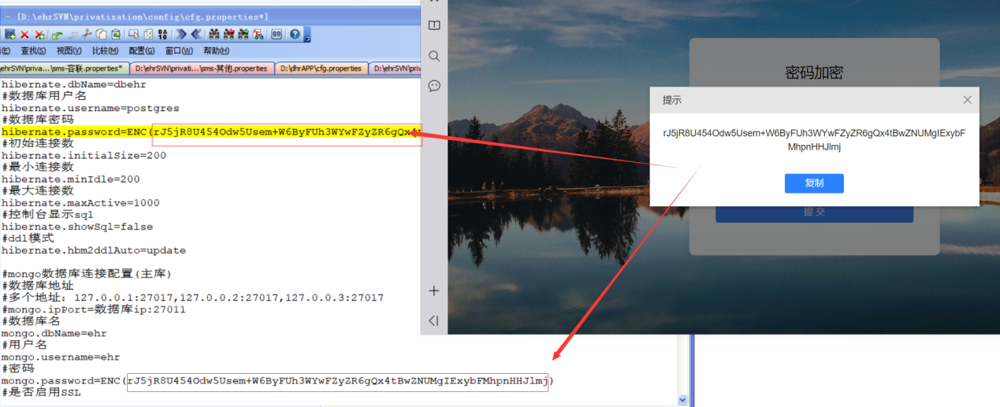 - [D:\ehrSVN\privatization\config\cfg.properties*]
(E) 查找(S) 视图(V) 比较(M) 配置(G) 窗口(W) 帮助(H)
ehrSVN\priva...\sms-容联.properties* D:\ehrSVN\privati...\sms-其他.properties D:\dhrAPP\cfg.properties D:\ehrSVN\priv
hibernate.dbName=dbehr
#数据库用户名
hibernate.username=postgres
#数据库密码
hibernate.password=ENC(rJ5jR8U454Odw5Usem+W6ByFUh3WYwFZyZR6gQx4t
#初始连接数
hibernate.initialSize=200
#最小连接数
hibernate.minIdle=200
#最大连接数
hibernate.maxActive=1000
#控制台显示sql
hibernate.showSql=false
#ddl模式
hibernate.hbm2ddlAuto=update
#mongo数据库连接配置(主库)
#数据库地址
#多个地址: 127.0.0.1:27017,127.0.0.2:27017,127.0.0.3:27017
#mongo.ipPort=数据库ip:27011
#数据库名
mongo.dbName=ehr
#用户名
mongo.username=ehr
#密码
mongo.password=ENC(rJ5jR8U454Odw5Usem+W6ByFUh3WYwFZyZR6gQx4tBwZNUMgIExybFMhpnHHJlmj)
#是否启用SSL
密码加密
提示
rJ5jR8U454Odw5Usem+W6ByFUh3WYwFZyZR6gQx4tBwZNUMgIExybF
MhpnHHJlmj
复制
提交